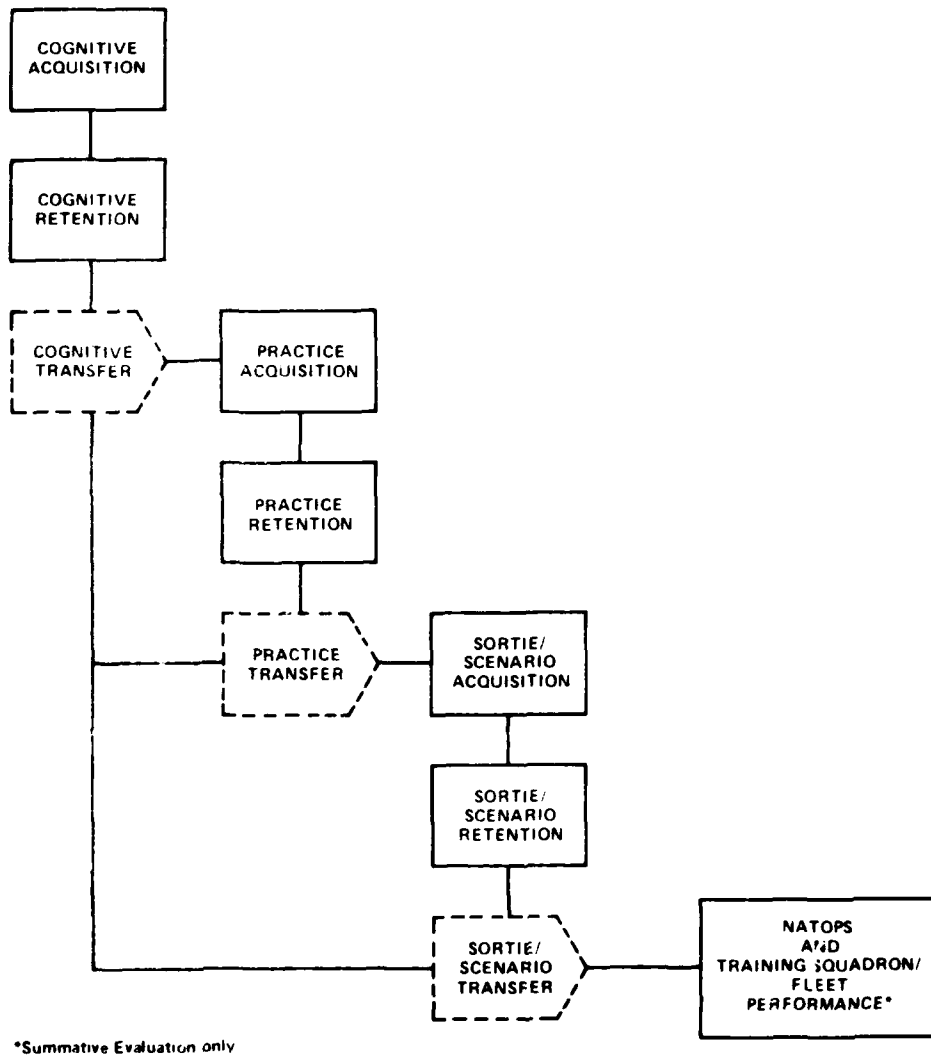 COGNITIVE
ACQUISITION
COGNITIVE
RETENTION
COGNITIVE
TRANSFER
PRACTICE
ACQUISITION
PRACTICE
RETENTION
PRACTICE
TRANSFER
SORTIE/
SCENARIO
ACQUISITION
SORTIE/
SCENARIO
RETENTION
SORTIE/
SCENARIO
TRANSFER
NATOPS
AND
TRAINING SQUADRON/
FLEET
PERFORMANCE*
*Summative Evaluation only